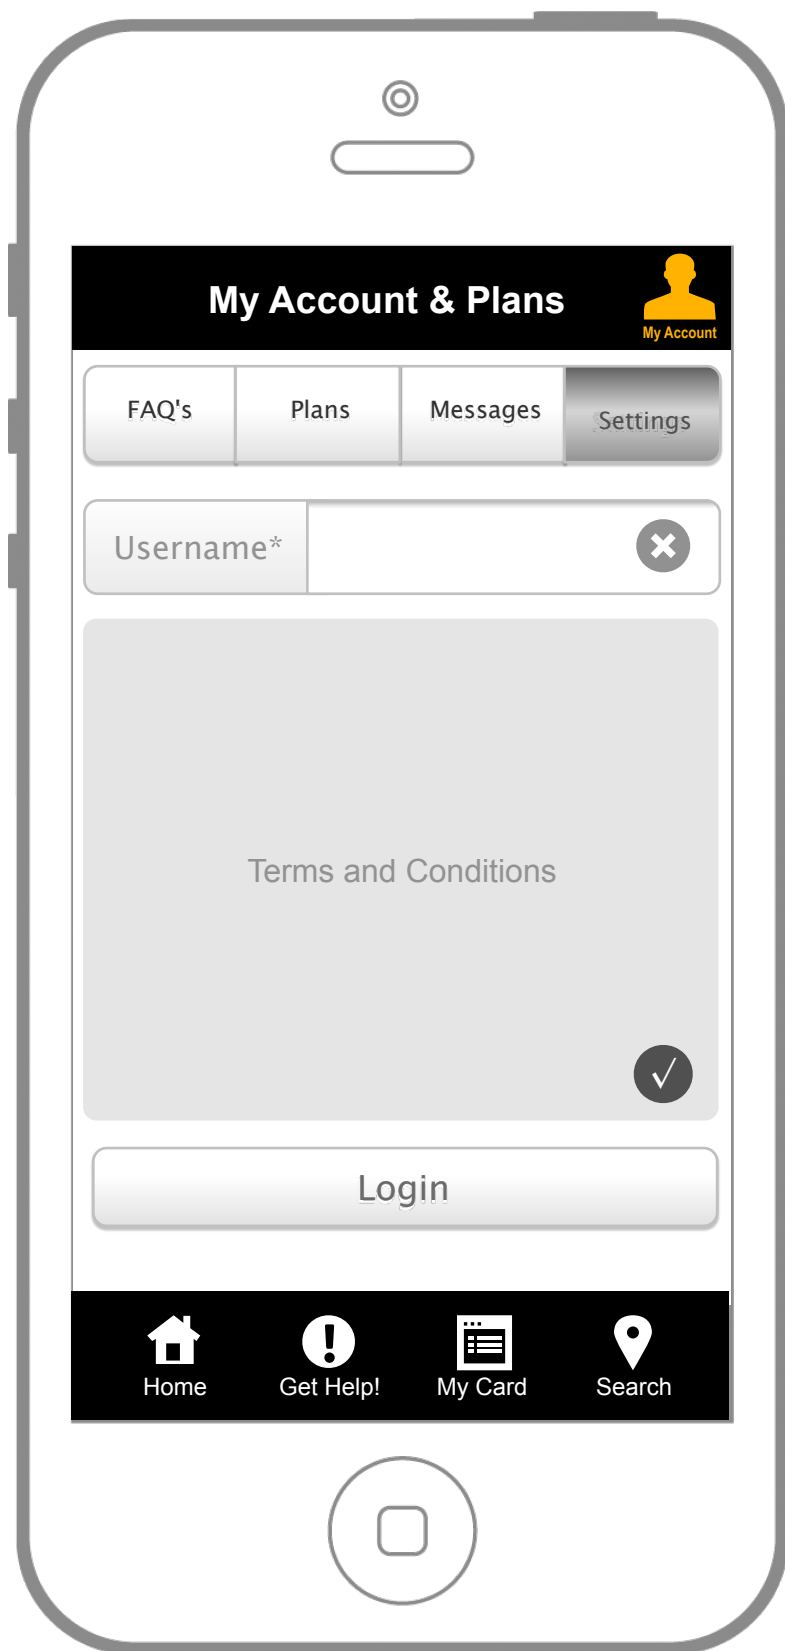 My Account & Plans
My Account
FAQ's
Plans
Messages
Settings
Username*
Terms and Conditions
Login
Home
Get Help!
My Card
Search